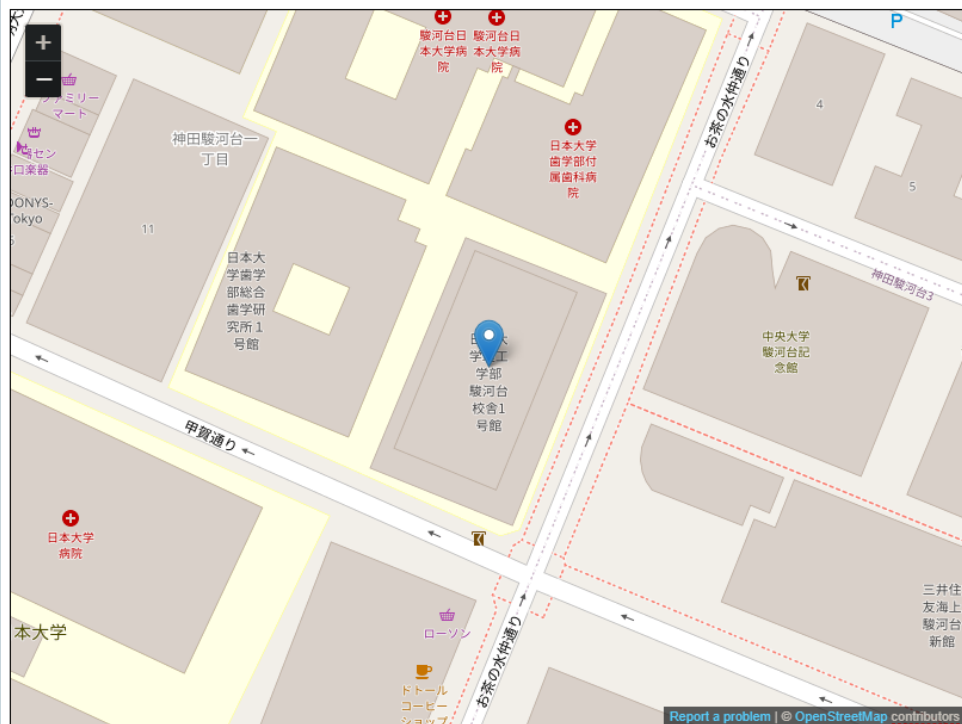 +
−
駿河台日
本大学病
院
駿河台日
本大学病
院
P
ファミリー
マート
お茶の水仲通り
4
神田駿河台一
丁目
日本大学
歯学部付
属歯科病
院
口楽器
DONYS-
Tokyo
5
11
日本大
学歯学
部総合
歯学研
究所1
号館
神田駿河台3
中央大学
駿河台記
念館
学部
駿河台
校舎1
号館
甲賀通り
日本大学
病院
三井住
友海上
駿河台
新館
本大学
ローソン
お茶の水仲通り
ドトール
コーヒー
ショップ
Report a problem | © OpenStreetMap contributors